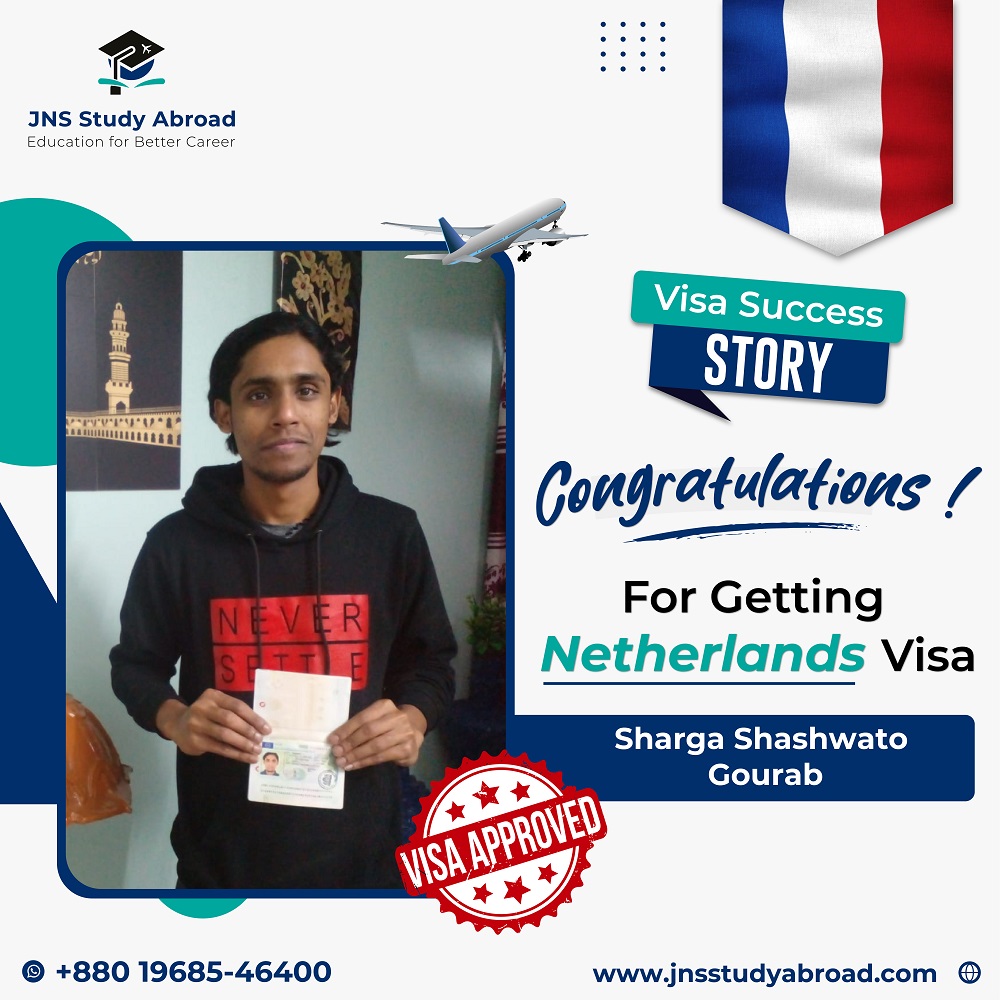 JNS Study Abroad
Education for Better Career
Visa Success
STORY
Congratulations !
For Getting
Netherlands Visa
Sharga Shashwato
Gourab
NEVER
SETTLE
VISA APPROVED
+880 19685-46400
www.jnsstudyabroad.com